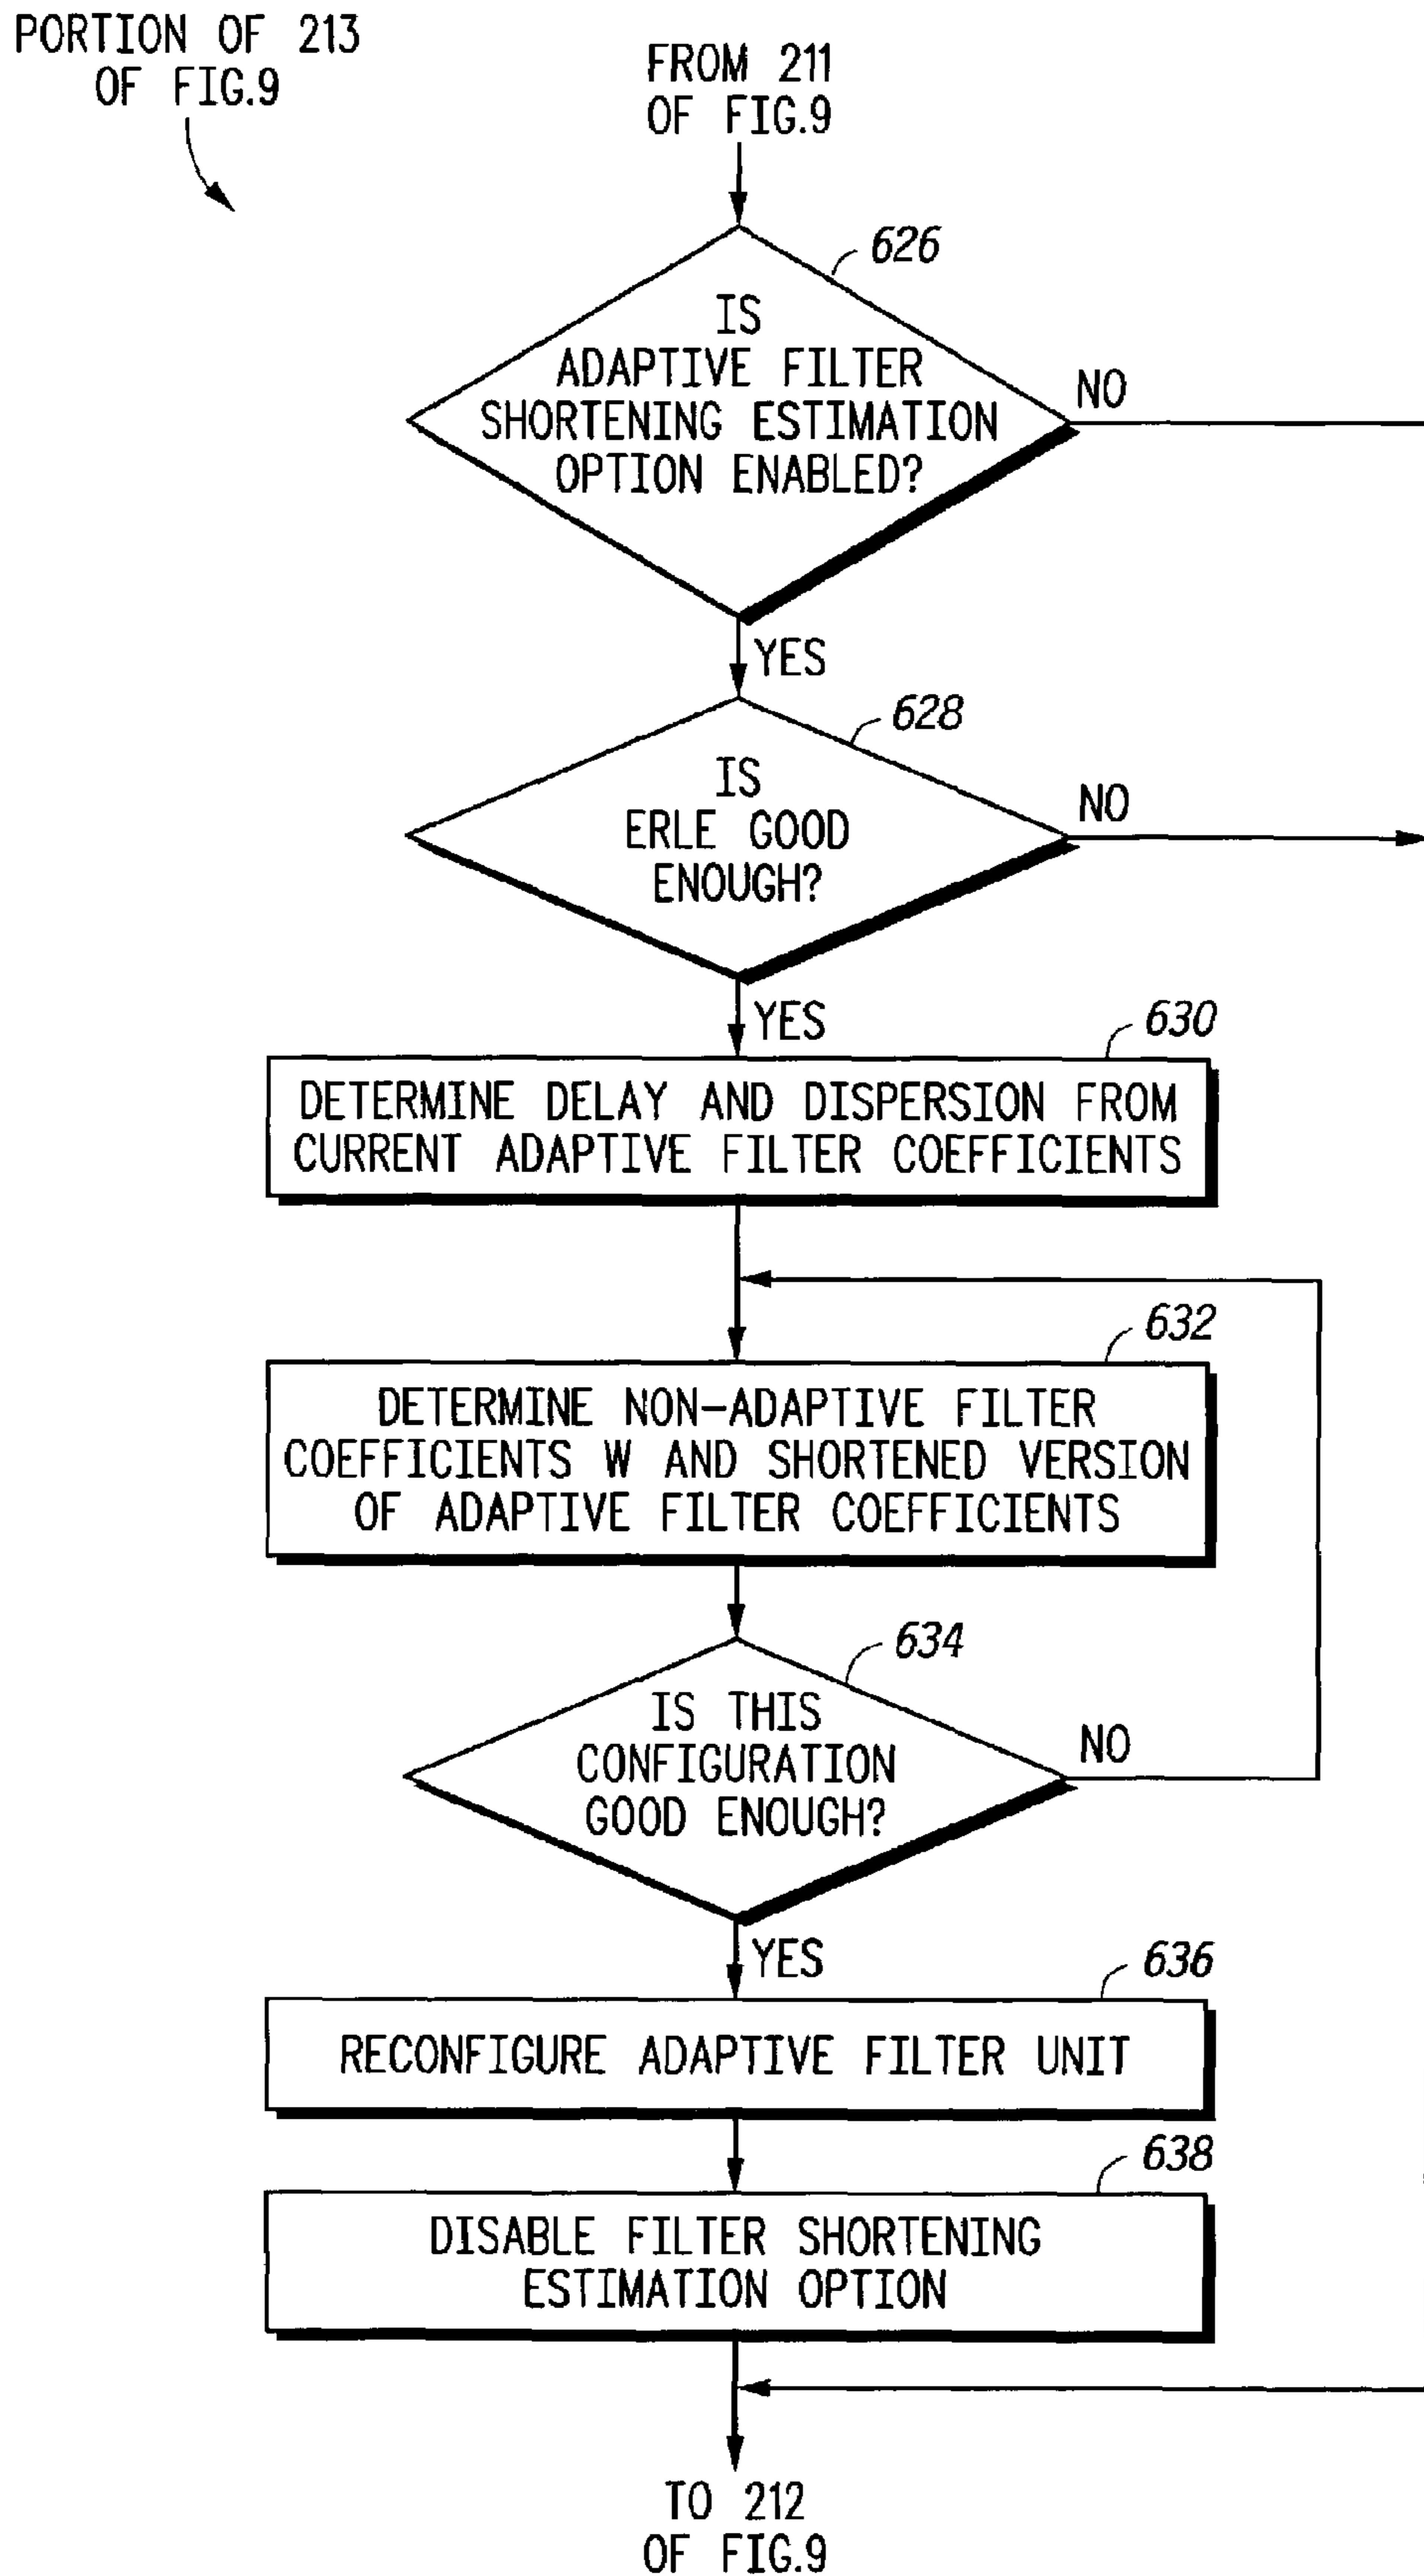 PORTION OF 213
OF FIG.9
FROM 211
OF FIG.9
626
IS
ADAPTIVE FILTER
SHORTENING ESTIMATION
OPTION ENABLED?
NO
YES
628
IS
ERLE GOOD
ENOUGH?
NO
YES
630
DETERMINE DELAY AND DISPERSION FROM
CURRENT ADAPTIVE FILTER COEFFICIENTS
632
DETERMINE NON-ADAPTIVE FILTER
COEFFICIENTS W AND SHORTENED VERSION
OF ADAPTIVE FILTER COEFFICIENTS
634
IS THIS
CONFIGURATION
GOOD ENOUGH?
NO
YES
636
RECONFIGURE ADAPTIVE FILTER UNIT
638
DISABLE FILTER SHORTENING
ESTIMATION OPTION
TO 212
OF FIG.9